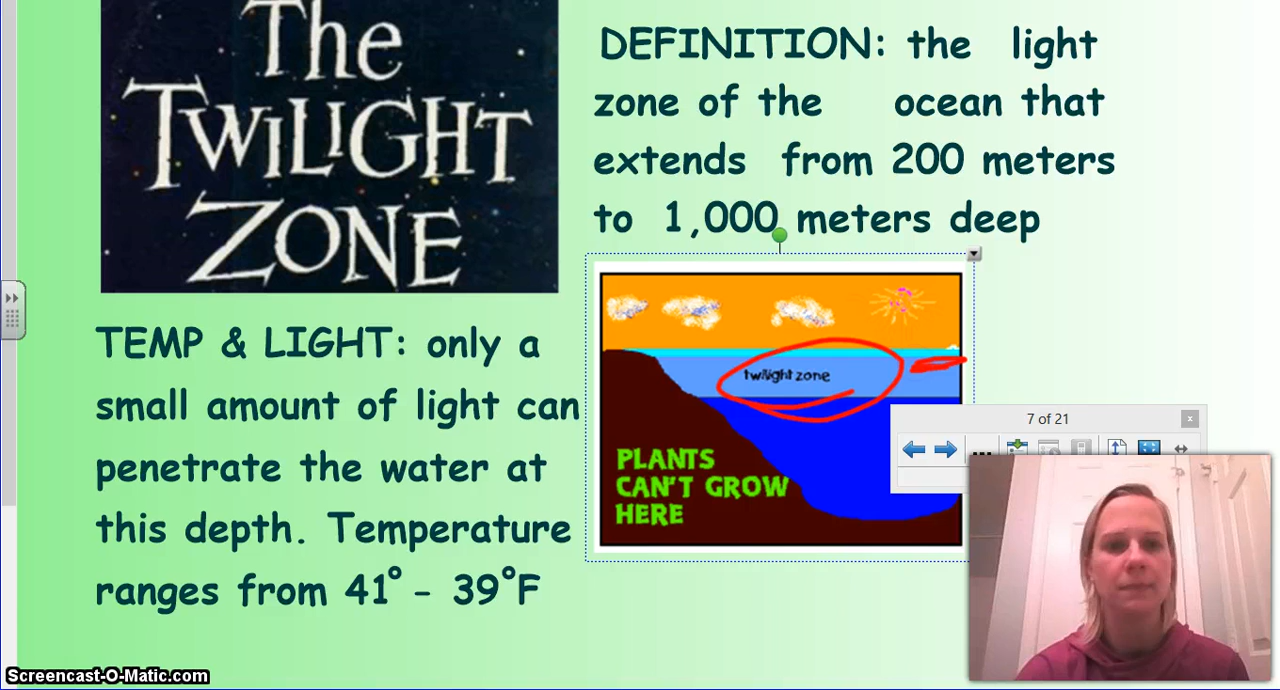 The
TWILIGHT
ZONE
DEFINITION: the light
zone of the ocean that
extends from 200 meters
to 1,000 meters deep
TEMP & LIGHT: only a
small amount of light can
penetrate the water at
this depth. Temperature
ranges from 41° - 39°F
twilight zone
PLANTS
CAN'T GROW
HERE
7 of 21
Screencast-O-Matic.com